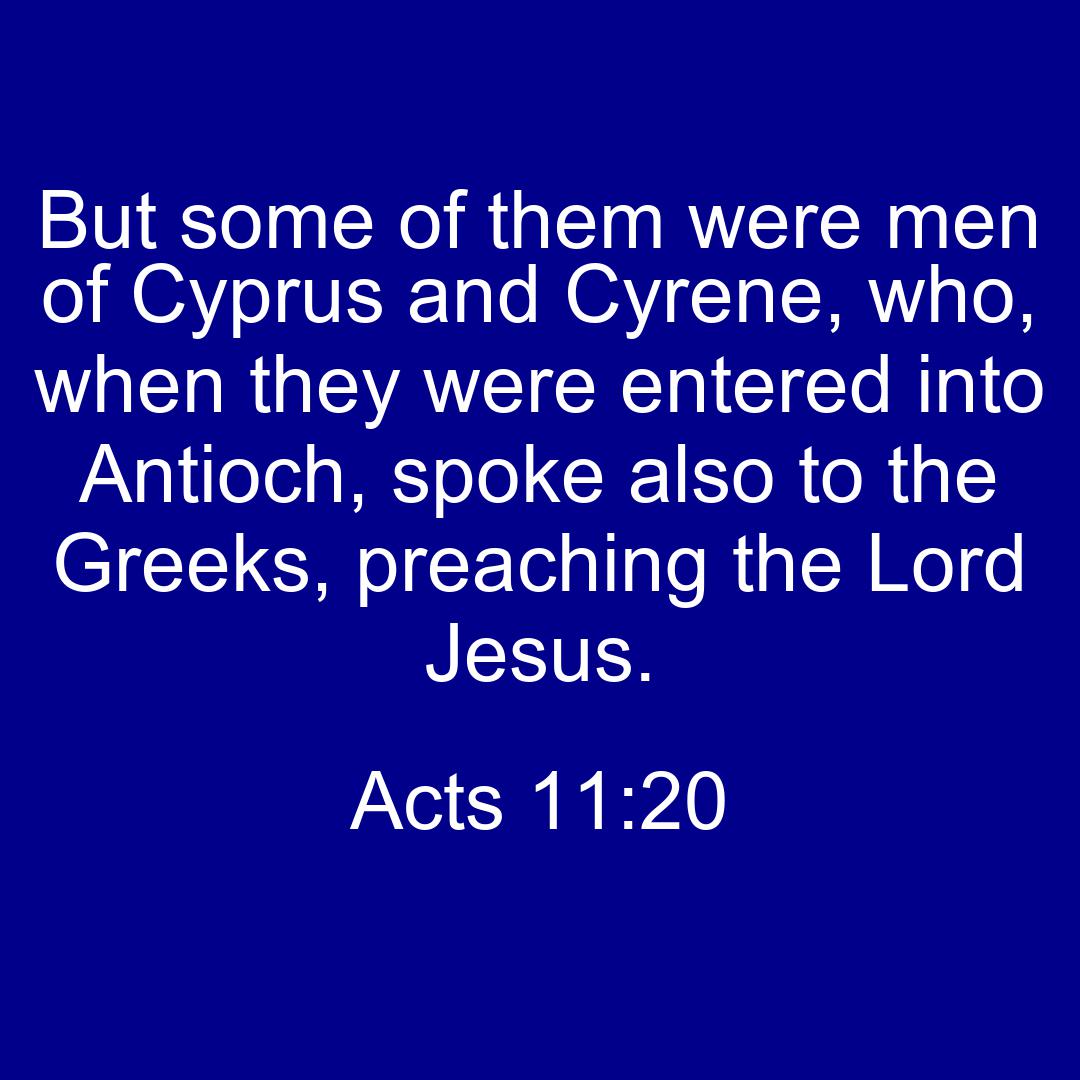 But some of them were men
of Cyprus and Cyrene, who,
when they were entered into
Antioch, spoke also to the
Greeks, preaching the Lord
Jesus.
Acts 11:20